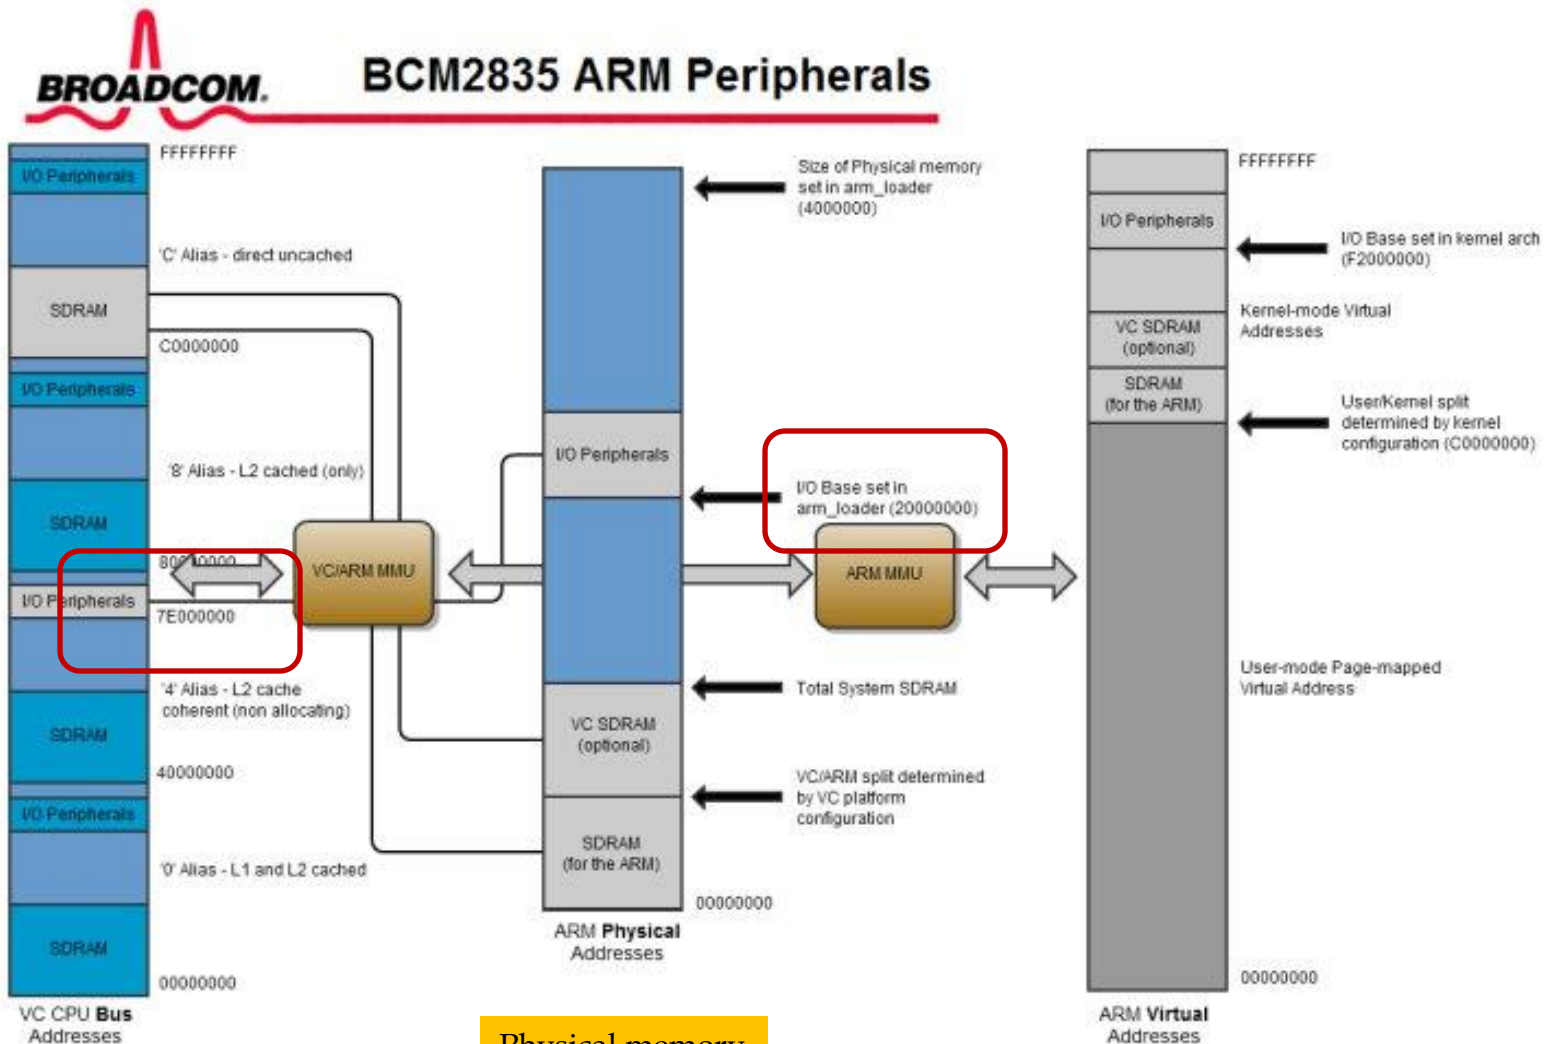 BROADCOM.
BCM2835 ARM Peripherals
FFFFFFFF
I/O Peripherals
'C' Alias - direct uncached
SDRAM
C0000000
I/O Peripherals
'8' Alias - L2 cached (only)
SDRAM
80000000
I/O Peripherals
7E000000
'4' Alias - L2 cache
coherent (non allocating)
SDRAM
40000000
I/O Peripherals
'0' Alias - L1 and L2 cached
SDRAM
00000000
VC CPU Bus
Addresses
VC/ARM MMU
I/O Peripherals
VC SDRAM
(optional)
SDRAM
(for the ARM)
00000000
ARM Physical
Addresses
Size of Physical memory
set in arm_loader
(4000000)
I/O Base set in
arm_loader (20000000)
ARM MMU
Total System SDRAM
VC/ARM split determined
by VC platform
configuration
FFFFFFFF
I/O Peripherals
I/O Base set in kernel arch
(F2000000)
Kernel-mode Virtual
Addresses
VC SDRAM
(optional)
SDRAM
(for the ARM)
User/Kernel split
determined by kernel
configuration (C0000000)
User-mode Page-mapped
Virtual Address
00000000
ARM Virtual
Addresses
Physical memory